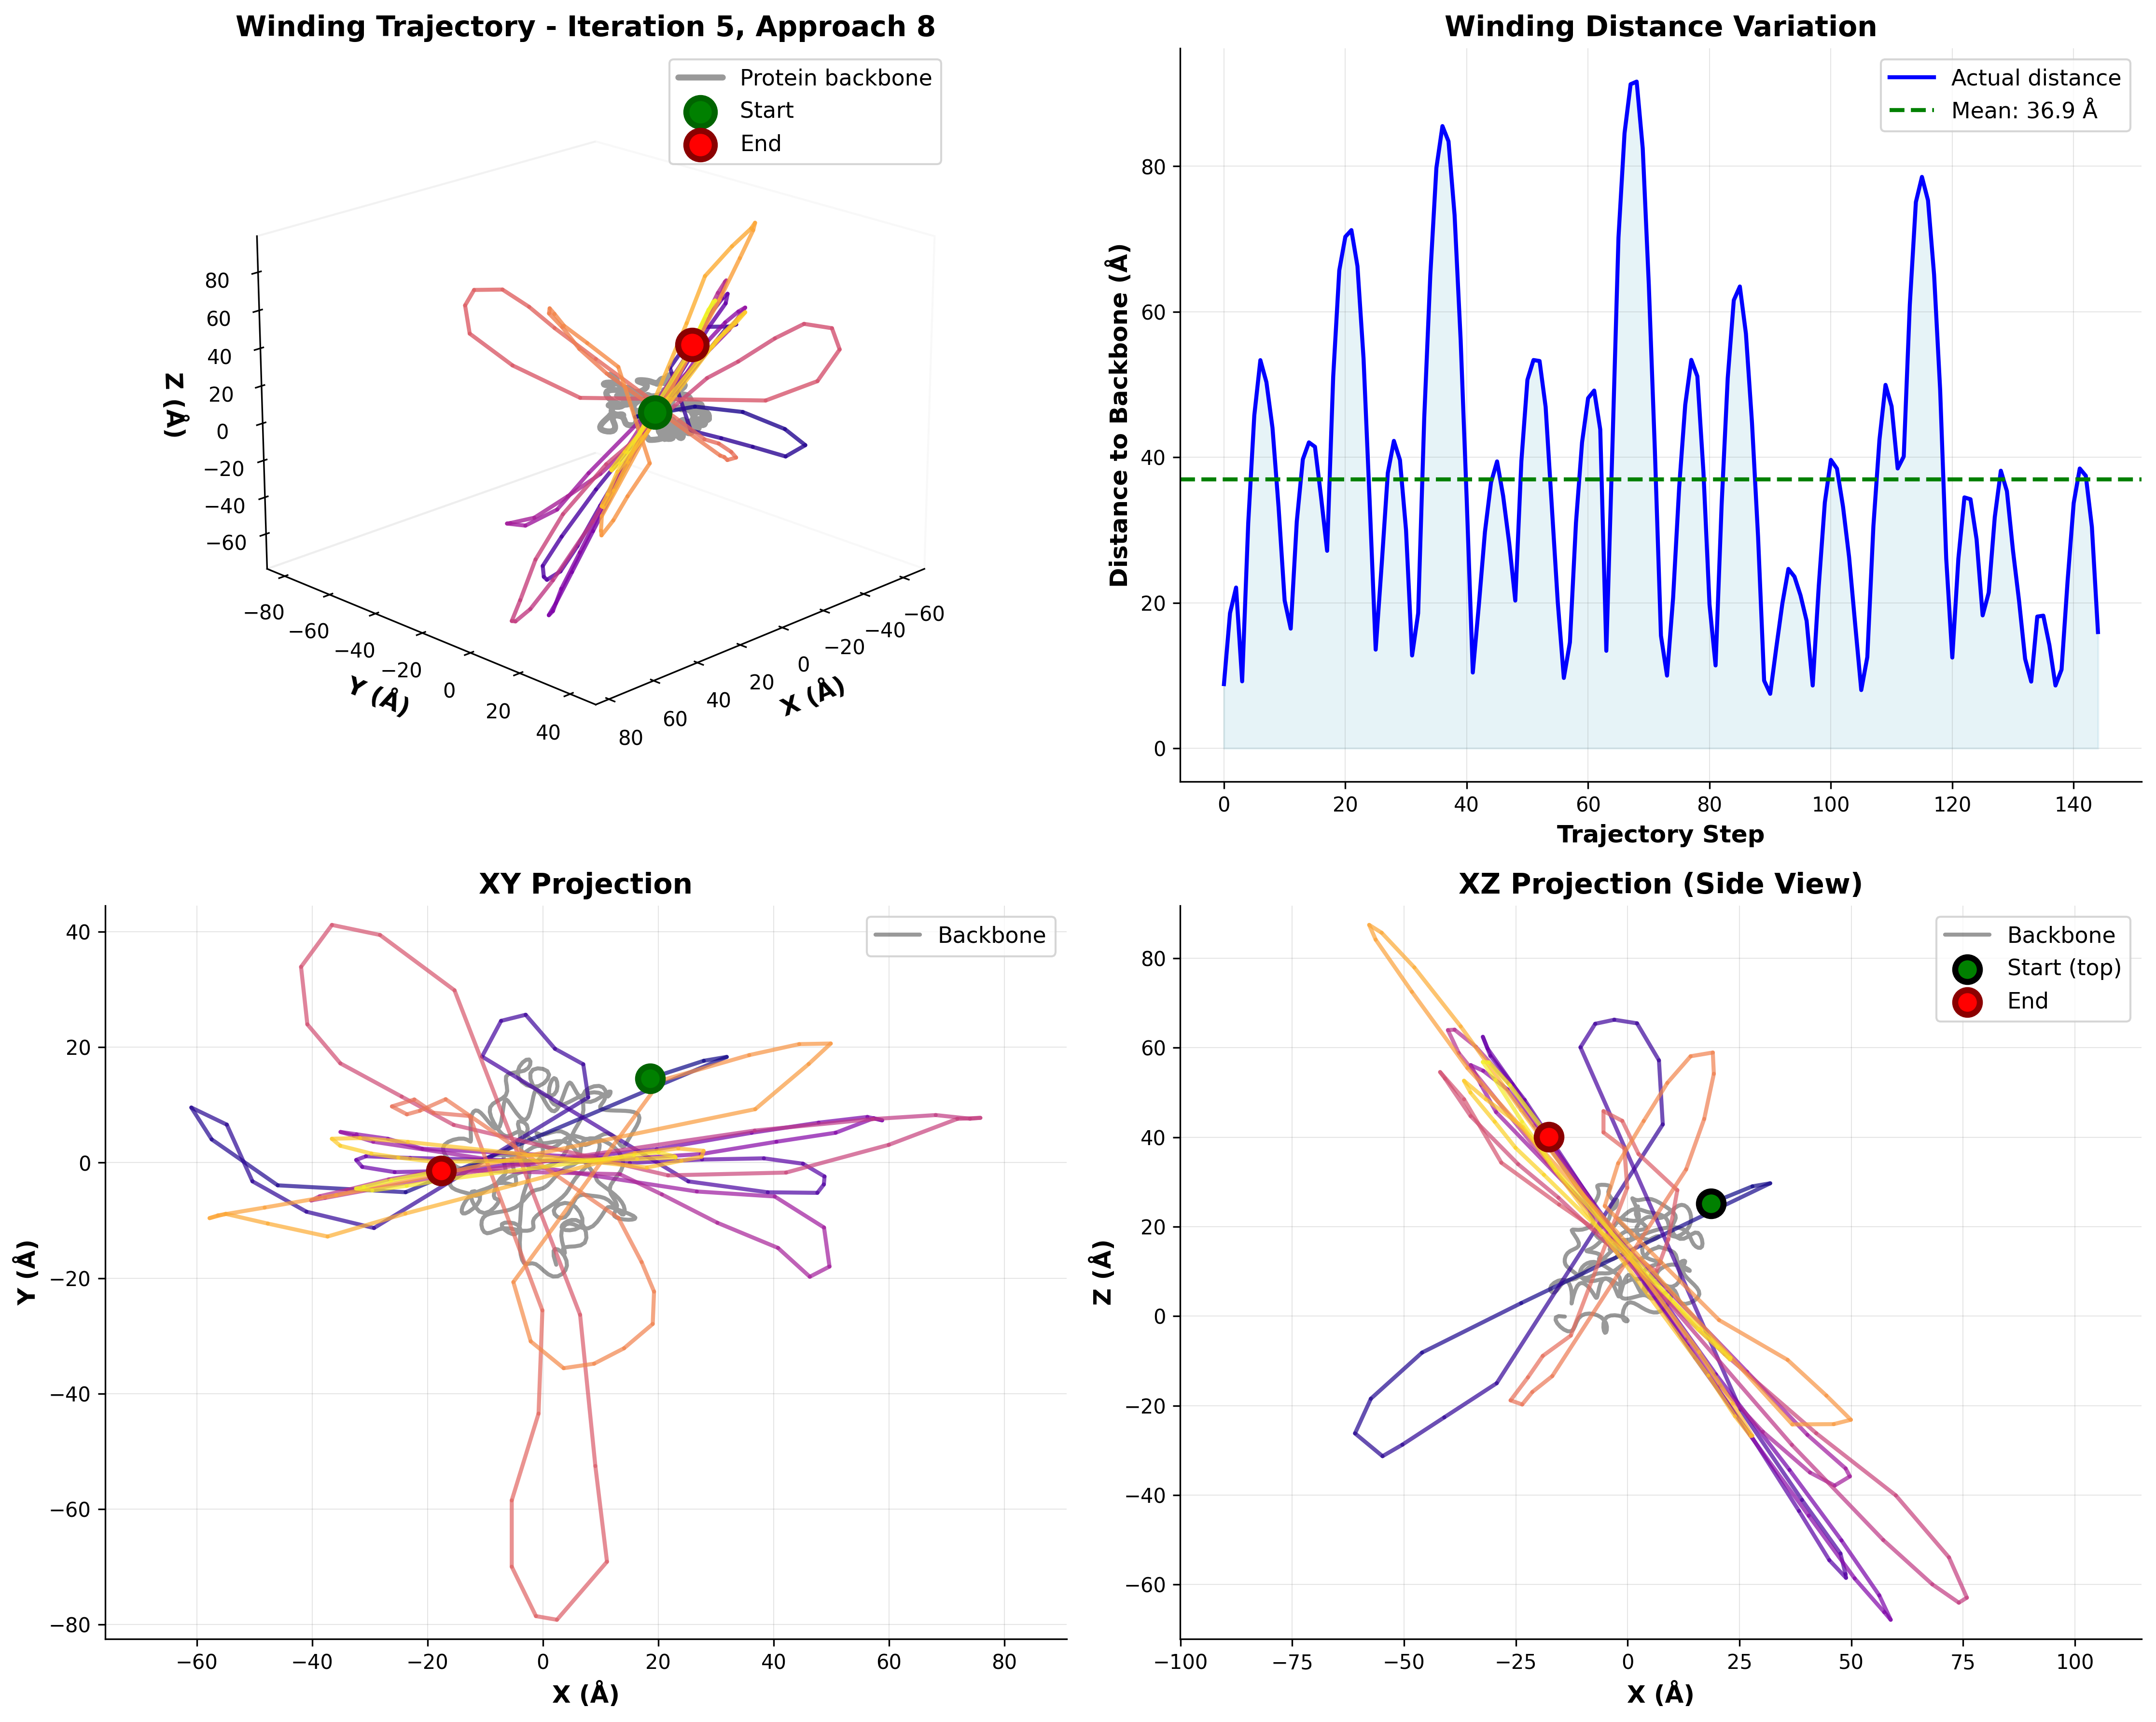 Winding Trajectory - Iteration 5, Approach 8
Protein backbone
Start
End
80
60
40
20
0
−20
−40
−60
Z (Å)
−80
−60
−40
−20
0
20
40
Y (Å)
80
60
40
20
0
−20
−40
−60
X (Å)
Winding Distance Variation
Actual distance
Mean: 36.9 Å
80
60
40
20
0
Distance to Backbone (Å)
0 20 40 60 80 100 120 140
Trajectory Step
XY Projection
Backbone
40
20
0
−20
−40
−60
−80
Y (Å)
−60 −40 −20 0 20 40 60 80
X (Å)
XZ Projection (Side View)
Backbone
Start (top)
End
80
60
40
20
0
−20
−40
−60
Z (Å)
−100 −75 −50 −25 0 25 50 75 100
X (Å)